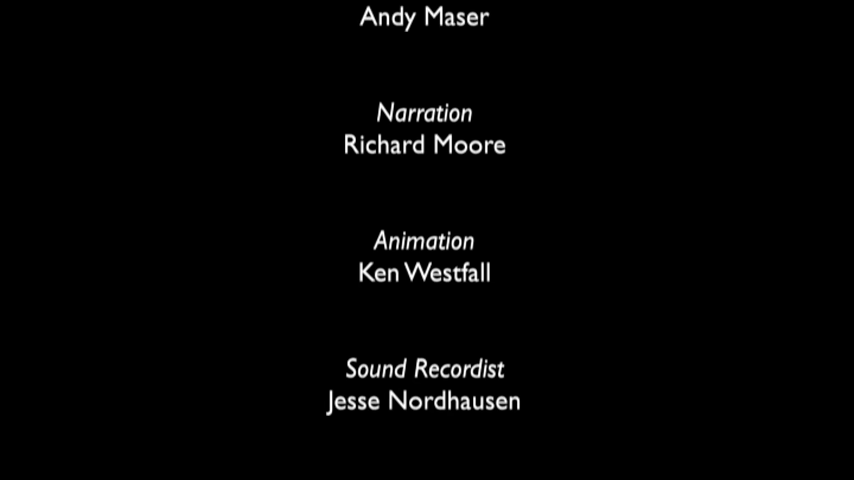 Andy Maser
Narration
Richard Moore
Animation
Ken Westfall
Sound Recordist
Jesse Nordhausen